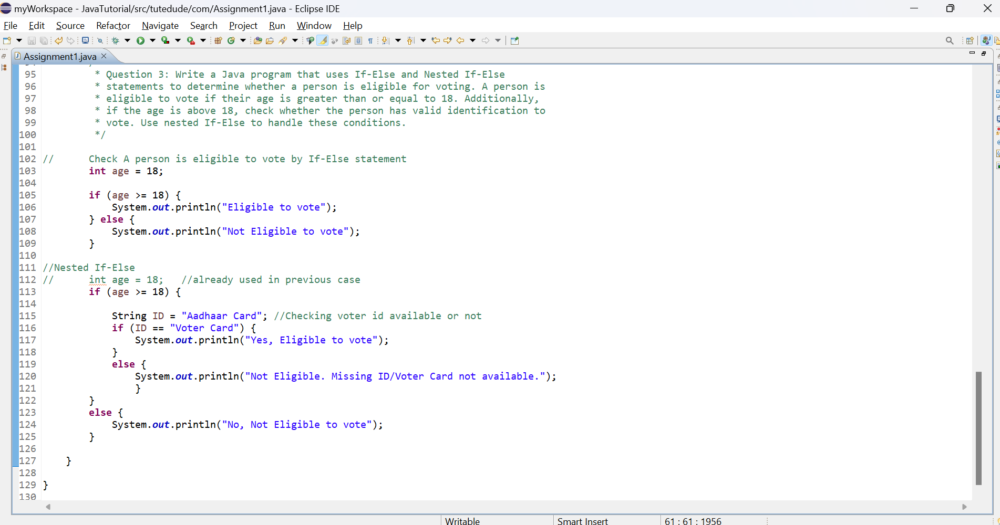 myWorkspace - JavaTutorial/src/tutedude/com/Assignment1.java - Eclipse IDE
File Edit Source Refactor Navigate Search Project Run Window Help
Assignment1.java
95 * Question 3: Write a Java program that uses If-Else and Nested If-Else
96 * statements to determine whether a person is eligible for voting. A person is
97 * eligible to vote if their age is greater than or equal to 18. Additionally,
98 * if the age is above 18, check whether the person has valid identification to
99 * vote. Use nested If-Else to handle these conditions.
100 */
101
102 // Check A person is eligible to vote by If-Else statement
103 int age = 18;
104
105 if (age >= 18) {
106 System.out.println("Eligible to vote");
107 } else {
108 System.out.println("Not Eligible to vote");
109 }
110
111 //Nested If-Else
112 // int age = 18; //already used in previous case
113 if (age >= 18) {
114
115 String ID = "Aadhaar Card"; //Checking voter id available or not
116 if (ID == "Voter Card") {
117 System.out.println("Yes, Eligible to vote");
118 }
119 else {
120 System.out.println("Not Eligible. Missing ID/Voter Card not available.");
121 }
122 }
123 else {
124 System.out.println("No, Not Eligible to vote");
125 }
126
127 }
128
129 }
130
Writable Smart Insert 61 : 61 : 1956